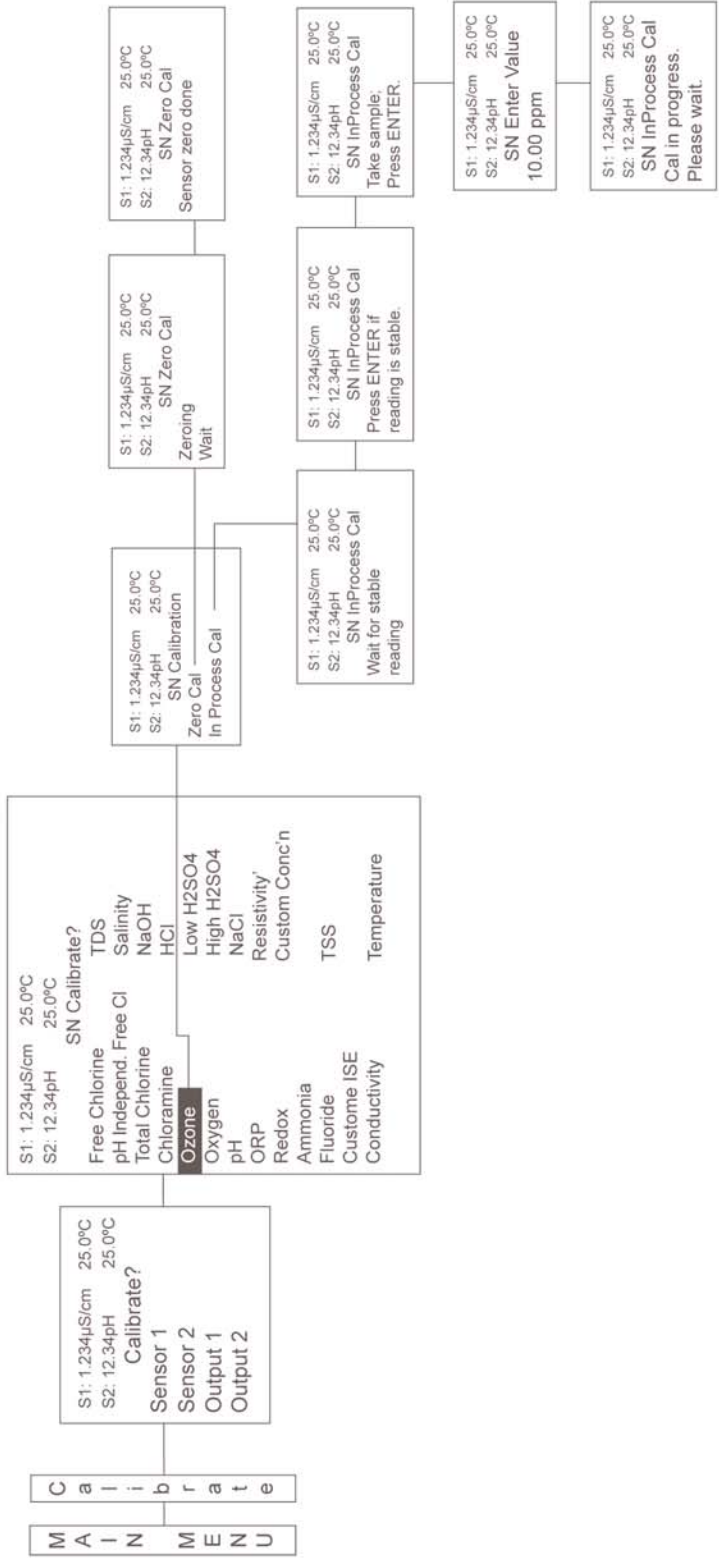 MAIN MENU
Calibrate
S1: 1.234µS/cm 25.0ºC
S2: 12.34pH 25.0ºC
Calibrate?
Sensor 1
Sensor 2
Output 1
Output 2
S1: 1.234µS/cm 25.0ºC
S2: 12.34pH 25.0ºC
SN Calibrate?
Free Chlorine TDS
pH Independ. Free Cl Salinity
Total Chlorine NaOH
Chloramine HCl
Ozone Low H2SO4
Oxygen High H2SO4
pH NaCl
ORP Resistivity'
Redox Custom Conc'n
Ammonia
Fluoride TSS
Custome ISE
Conductivity Temperature
S1: 1.234µS/cm 25.0ºC
S2: 12.34pH 25.0ºC
SN Calibration
Zero Cal
In Process Cal
S1: 1.234µS/cm 25.0ºC
S2: 12.34pH 25.0ºC
SN Zero Cal
Zeroing
Wait
S1: 1.234µS/cm 25.0ºC
S2: 12.34pH 25.0ºC
SN Zero Cal
Sensor zero done
S1: 1.234µS/cm 25.0ºC
S2: 12.34pH 25.0ºC
SN InProcess Cal
Wait for stable
reading
S1: 1.234µS/cm 25.0ºC
S2: 12.34pH 25.0ºC
SN InProcess Cal
Press ENTER if
reading is stable.
S1: 1.234µS/cm 25.0ºC
S2: 12.34pH 25.0ºC
SN InProcess Cal
Take sample;
Press ENTER.
S1: 1.234µS/cm 25.0ºC
S2: 12.34pH 25.0ºC
SN Enter Value
10.00 ppm
S1: 1.234µS/cm 25.0ºC
S2: 12.34pH 25.0ºC
SN InProcess Cal
Cal in progress.
Please wait.